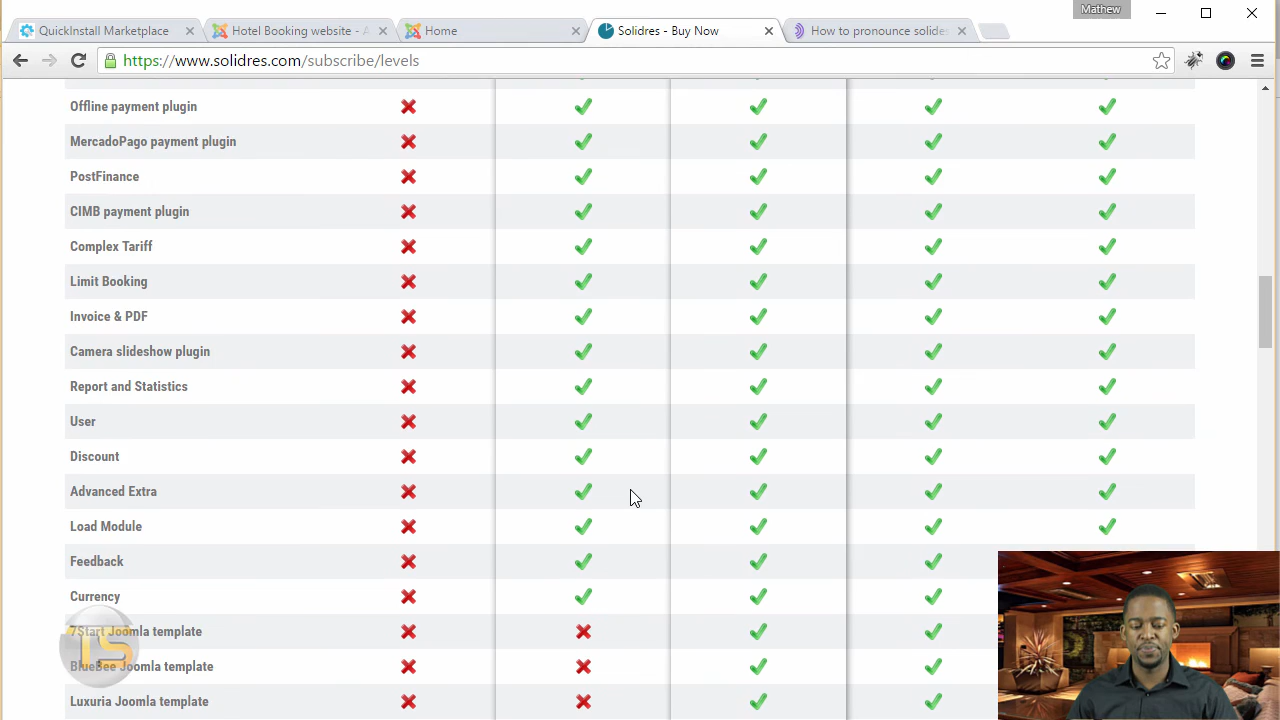 Mathew
QuickInstall Marketplace
Hotel Booking website - A
Home
Solidres - Buy Now
How to pronounce solides
https://www.solidres.com/subscribe/levels
Offline payment plugin
MercadoPago payment plugin
PostFinance
CIMB payment plugin
Complex Tariff
Limit Booking
Invoice & PDF
Camera slideshow plugin
Report and Statistics
User
Discount
Advanced Extra
Load Module
Feedback
Currency
7Start Joomla template
BlueBee Joomla template
Luxuria Joomla template
TS